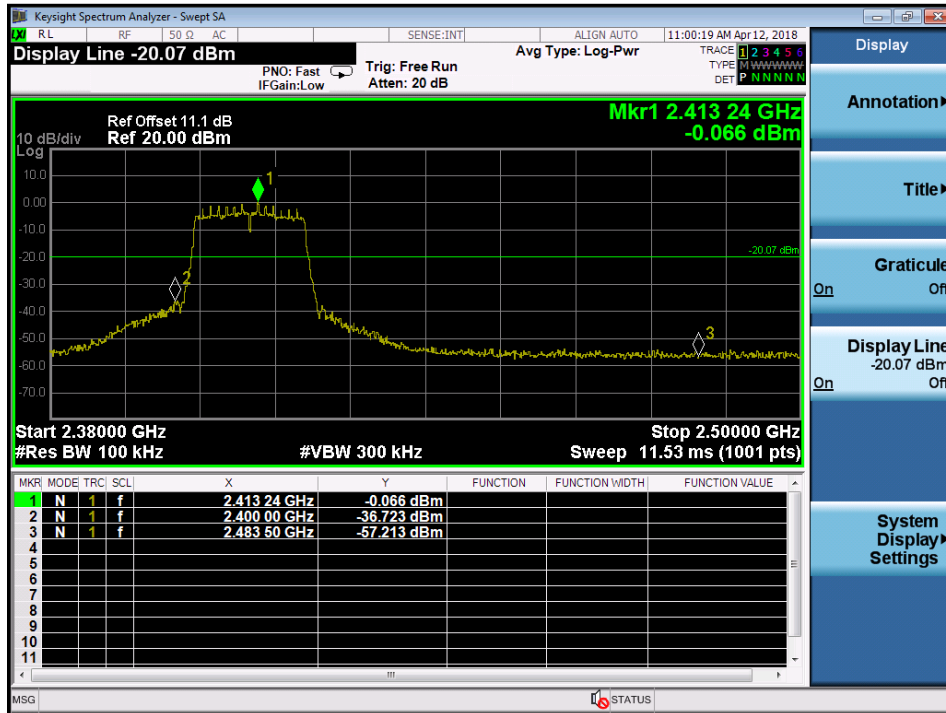 Keysight Spectrum Analyzer - Swept SA
LXI RL RF 50 Ω AC SENSE:INT ALIGN AUTO 11:00:19 AM Apr 12, 2018
Display Line -20.07 dBm
PNO: Fast
IFGain:Low
Trig: Free Run
Atten: 20 dB
Avg Type: Log-Pwr
TRACE 1 2 3 4 5 6
TYPE M WWWWW
DET P N N N N N
Mkr1 2.413 24 GHz
-0.066 dBm
Ref Offset 11.1 dB
10 dB/div Ref 20.00 dBm
Log
10.0
0.00
-10.0
-20.0
-30.0
-40.0
-50.0
-60.0
-70.0
1
2
3
-20.07 dBm
Start 2.38000 GHz Stop 2.50000 GHz
#Res BW 100 kHz #VBW 300 kHz Sweep 11.53 ms (1001 pts)
MKR MODE TRC SCL X Y FUNCTION FUNCTION WIDTH FUNCTION VALUE
1 N 1 f 2.413 24 GHz -0.066 dBm
2 N 1 f 2.400 00 GHz -36.723 dBm
3 N 1 f 2.483 50 GHz -57.213 dBm
4
5
6
7
8
9
10
11
MSG STATUS
Display
Annotation
Title
Graticule
On Off
Display Line
-20.07 dBm
On Off
System
Display
Settings